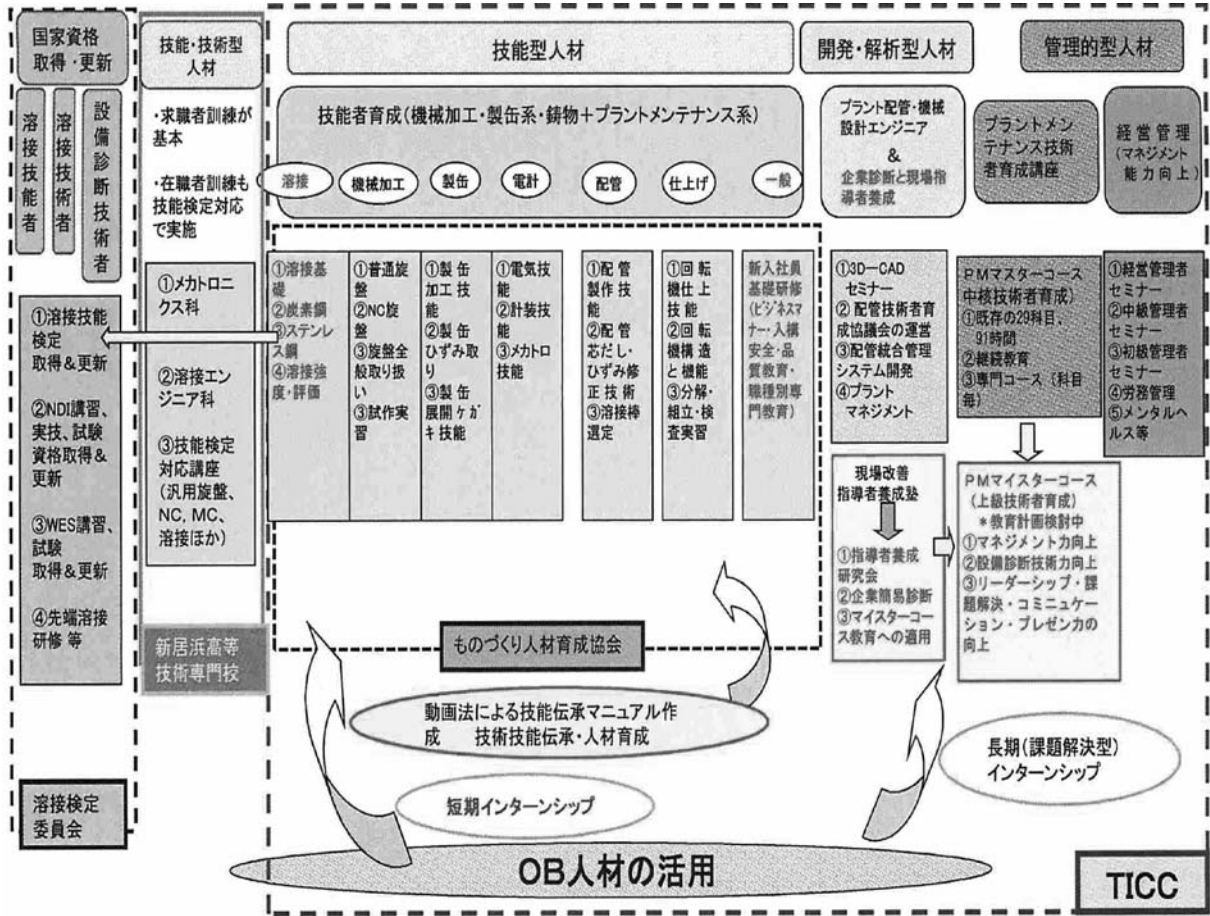 国家資格
取得・更新
溶接技能者
溶接技術者
設備診断技術者
①溶接技能
検定
取得&更新
②NDI講習、
実技、試験
資格取得&
更新
③WES講習、
試験
取得&更新
④先端溶接
研修 等
溶接検定
委員会
技能・技術型
人材
・求職者訓練が
基本
・在職者訓練も
技能検定対応
で実施
①メカトロニ
クス科
②溶接エン
ジニア科
③技能検定
対応講座
(汎用旋盤、
NC, MC、
溶接ほか)
新居浜高等
技術専門校
技能型人材
技能者育成(機械加工・製缶系・鋳物+プラントメンテナンス系)
溶接
機械加工
製缶
電計
配管
仕上げ
一般
①溶接基
礎
②炭素鋼
③ステンレ
ス鋼
④溶接強
度・評価
①普通旋
盤
②NC旋
盤
③旋盤全
般取り扱
い
③試作実
習
①製 缶
加工技
能
②製 缶
ひずみ取
り
③製 缶
展開ケガ
キ技能
①電気技
能
②計装技
能
③メカトロ
技能
①配 管
製作技
能
②配 管
芯だし・
ひずみ修
正技術
③溶接棒
選定
①回 転
機仕上
技能
②回 転
機構造
と機能
③分解・
組立・検
査実習
新入社員
基礎研修
(ビジネスマ
ナー・入構
安全・品
質教育・
職種別専
門教育)
ものづくり人材育成協会
開発・解析型人材
プラント配管・機械
設計エンジニア
&
企業診断と現場指
導者養成
①3D−CAD
セミナー
② 配管技術者育
成協議会の運営
③配管統合管理
システム開発
④プラント
マネジメント
現場改善
指導者養成塾
①指導者養成
研究会
②企業簡易診断
③マイスターコー
ス教育への適用
管理的型人材
プラントメン
テナンス技術
者育成講座
経営管理
(マネジメント
能力向上)
PMマスターコース
中核技術者育成)
①既存の29科目、
91時間
②継続教育
③専門コース (科目
毎)
①経営管理者
セミナー
②中級管理者
セミナー
③初級管理者
セミナー
④労務管理
⑤メンタルヘ
ルス等
PMマイスターコース
(上級技術者育成)
*教育計画検討中
①マネジメント力向上
②設備診断技術力向上
③リーダーシップ・課
題解決・コミニュケー
ション・プレゼン力の
向上
動画法による技能伝承マニュアル作
成 技術技能伝承・人材育成
短期インターンシップ
長期(課題解決型)
インターンシップ
OB人材の活用
TICC